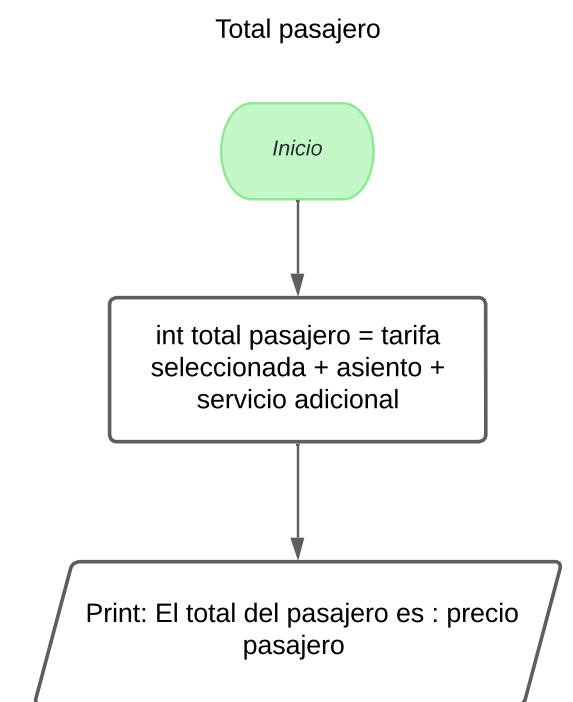 Total pasajero
Inicio
int total pasajero = tarifa
seleccionada + asiento +
servicio adicional
Print: El total del pasajero es : precio
pasajero